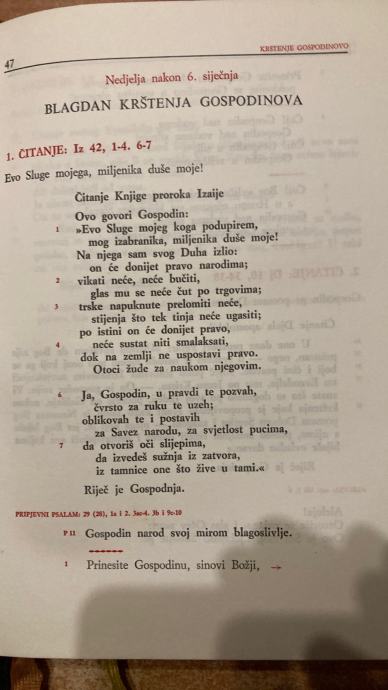 47
KRŠTENJE GOSPODINOVO
Nedjelja nakon 6. siječnja
BLAGDAN KRŠTENJA GOSPODINOVA
1. ČITANJE: Iz 42, 1-4. 6-7
Evo Sluge mojega, miljenika duše moje!
Čitanje Knjige proroka Izaije
Ovo govori Gospodin:
1 »Evo Sluge mojeg koga podupirem,
mog izabranika, miljenika duše moje!
Na njega sam svog Duha izlio:
on će donijet pravo narodima;
2 vikati neće, neće bučiti,
glas mu se neće čut po trgovima;
3 trske napuknute prelomiti neće,
stijenja što tek tinja neće ugasiti;
po istini on će donijet pravo,
4 neće sustat niti smalaksati,
dok na zemlji ne uspostavi pravo.
Otoci žude za naukom njegovim.
6 Ja, Gospodin, u pravdi te pozvah,
čvrsto za ruku te uzeh;
oblikovah te i postavih
za Savez narodu, za svjetlost pucima,
7 da otvoriš oči slijepima,
da izvedeš sužnja iz zatvora,
iz tamnice one što žive u tami.«
Riječ je Gospodnja.
PRIPJEVNI PSALAM: 29 (28), 1a i 2. 3ac-4. 3b i 9c-10
P 11 Gospodin narod svoj mirom blagoslivlje.
1 Prinesite Gospodinu, sinovi Božji, →